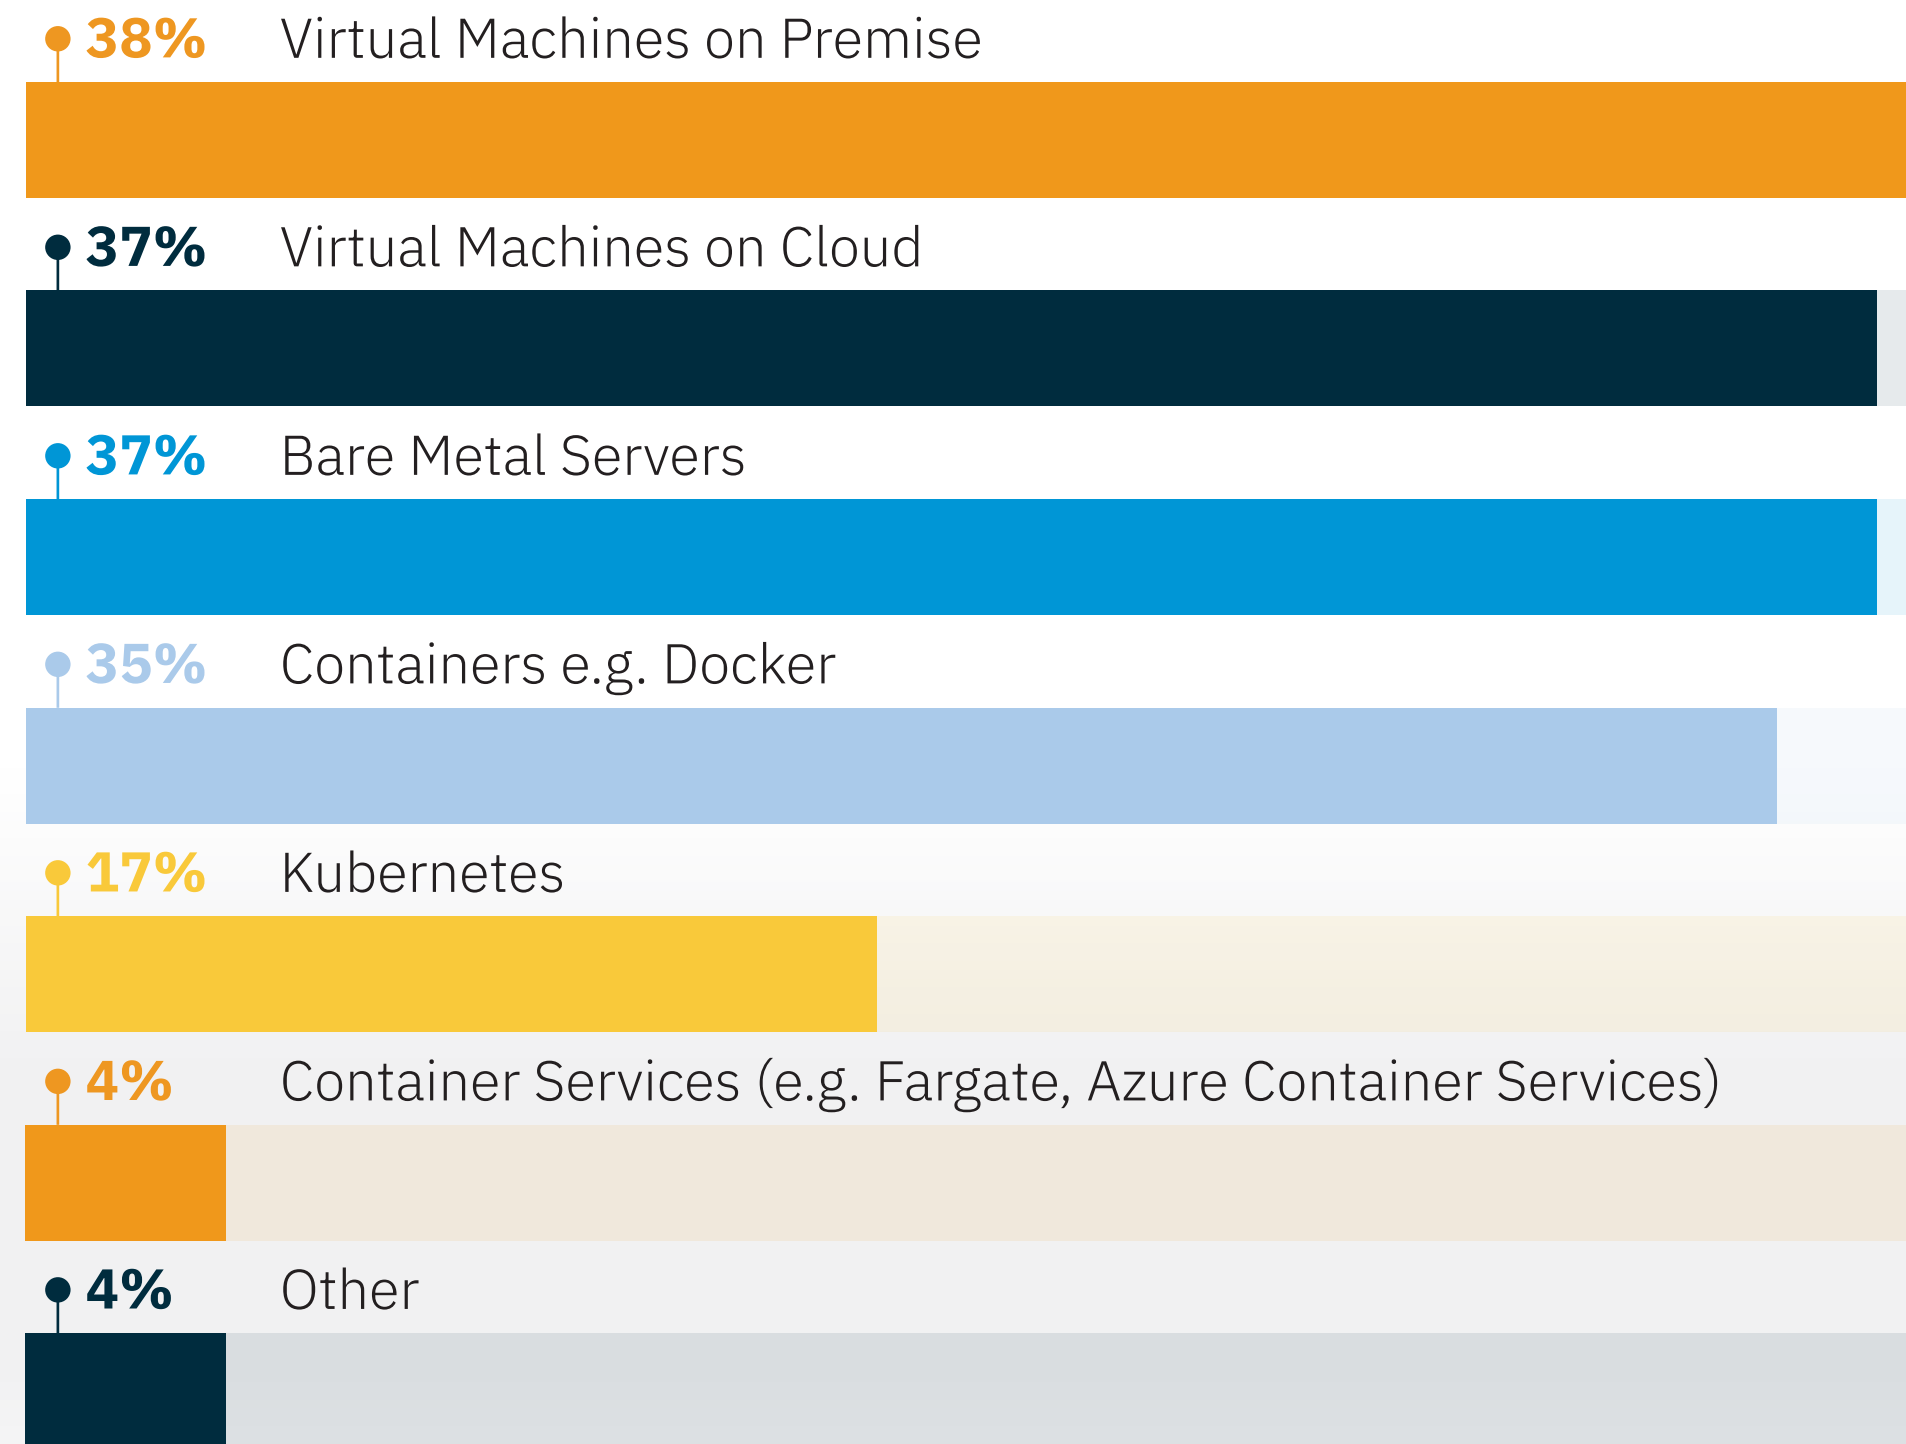 38% Virtual Machines on Premise
37% Virtual Machines on Cloud
37% Bare Metal Servers
35% Containers e.g. Docker
17% Kubernetes
4% Container Services (e.g. Fargate, Azure Container Services)
4% Other